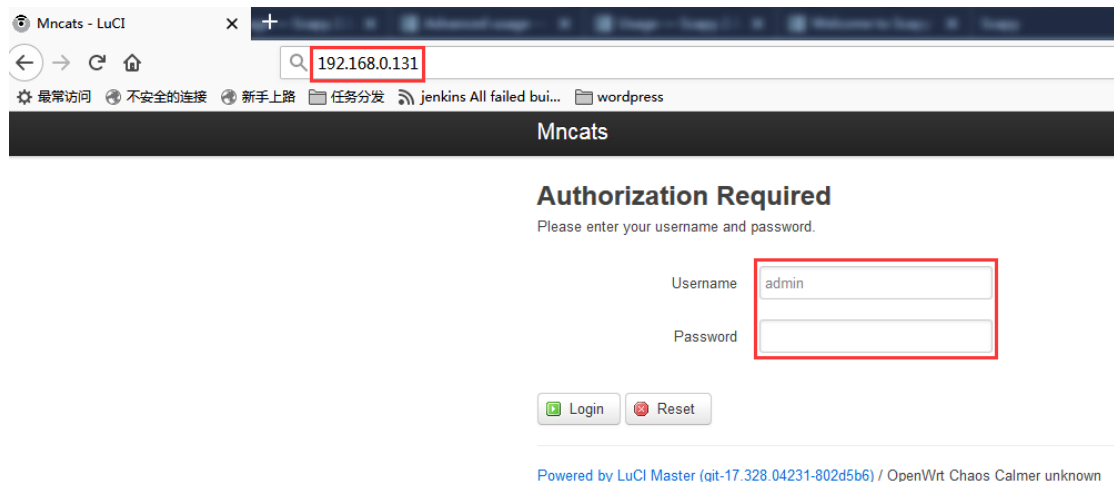 Mncats - LuCI
192.168.0.131
最常访问 不安全的连接 新手上路 任务分发 jenkins All failed bui... wordpress
Mncats
Authorization Required
Please enter your username and password.
Username admin
Password
Login Reset
Powered by LuCI Master (git-17.328.04231-802d5b6) / OpenWrt Chaos Calmer unknown